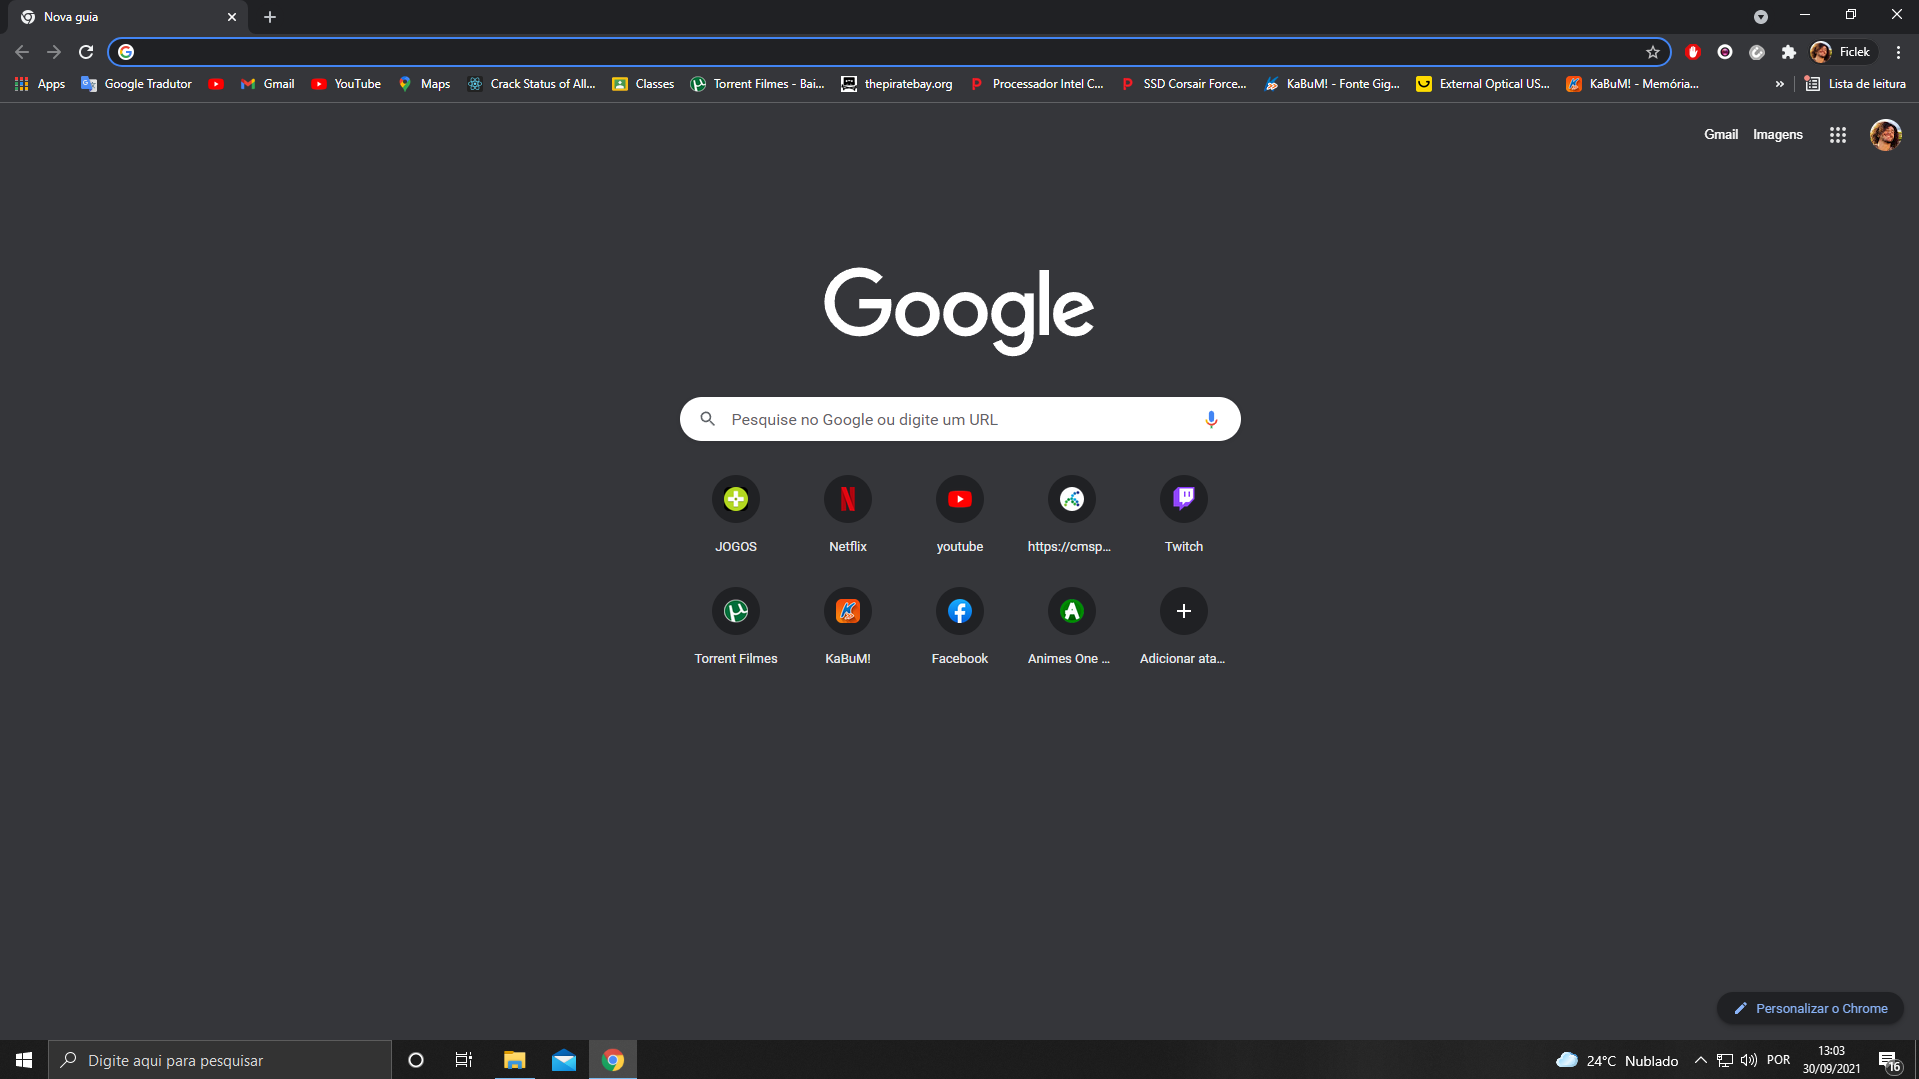 Nova guia
Ficlek
Apps Google Tradutor Gmail YouTube Maps Crack Status of All... Classes Torrent Filmes - Bai... thepiratebay.org Processador Intel C... SSD Corsair Force... KaBuM! - Fonte Gig... External Optical US... KaBuM! - Memória... » Lista de leitura
Gmail Imagens
Google
Pesquise no Google ou digite um URL
JOGOS Netflix youtube https://cmsp... Twitch
Torrent Filmes KaBuM! Facebook Animes One ... Adicionar ata...
Personalizar o Chrome
Digite aqui para pesquisar
24°C Nublado POR 13:03
30/09/2021 16